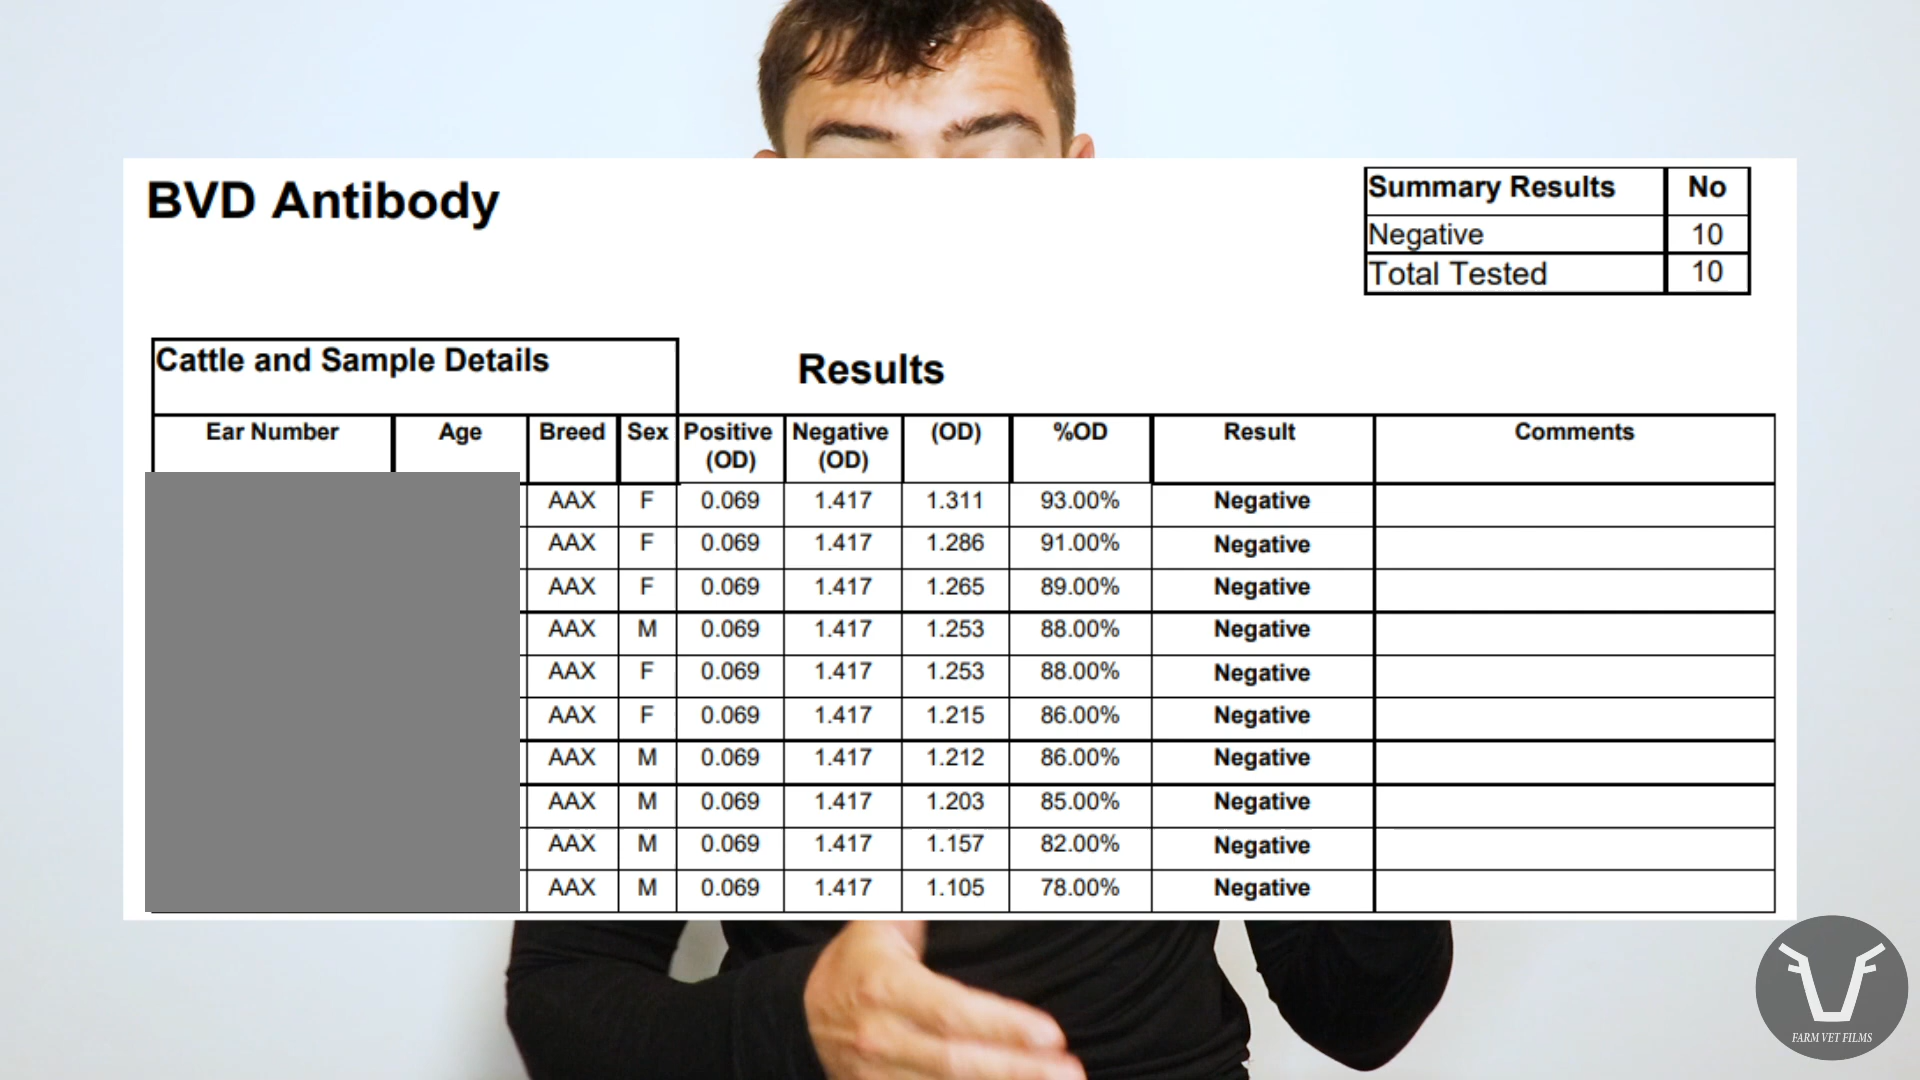 BVD Antibody
Summary Results No
Negative 10
Total Tested 10
Cattle and Sample Details
Results
Ear Number Age Breed Sex Positive (OD) Negative (OD) (OD) %OD Result Comments
AAX F 0.069 1.417 1.311 93.00% Negative
AAX F 0.069 1.417 1.286 91.00% Negative
AAX F 0.069 1.417 1.265 89.00% Negative
AAX M 0.069 1.417 1.253 88.00% Negative
AAX F 0.069 1.417 1.253 88.00% Negative
AAX F 0.069 1.417 1.215 86.00% Negative
AAX M 0.069 1.417 1.212 86.00% Negative
AAX M 0.069 1.417 1.203 85.00% Negative
AAX M 0.069 1.417 1.157 82.00% Negative
AAX M 0.069 1.417 1.105 78.00% Negative
FARM VET FILMS